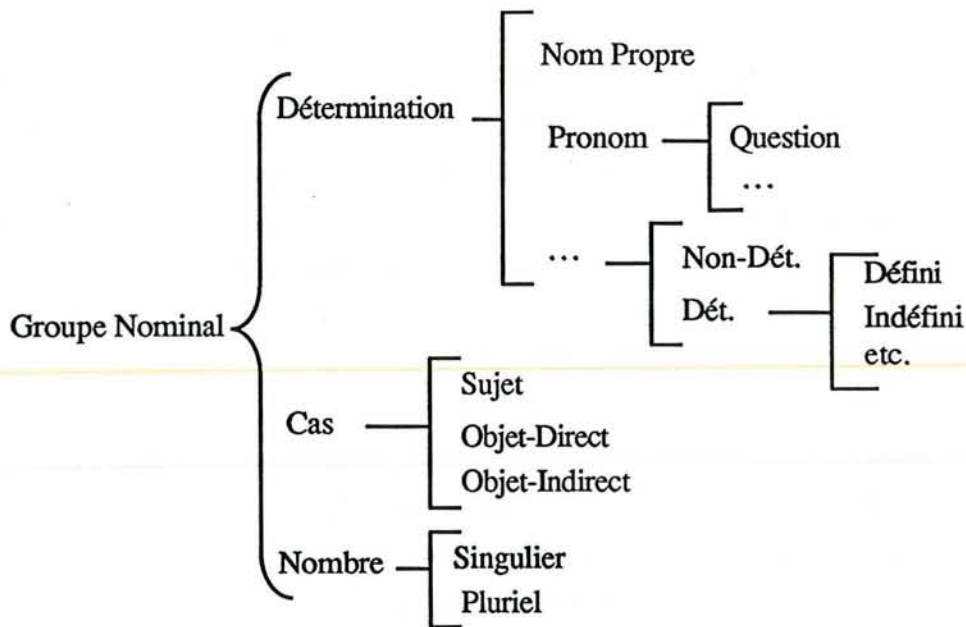 Nom Propre
Détermination
Pronom
Question
...
...
Non-Dét.
Défini
Dét.
Indéfini
etc.
Groupe Nominal
Sujet
Cas
Objet-Direct
Objet-Indirect
Nombre
Singulier
Pluriel